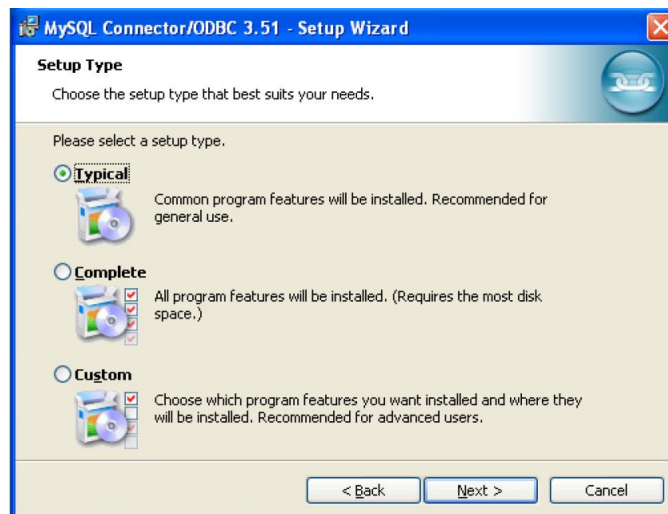 MySQL Connector/ODBC 3.51 - Setup Wizard
Setup Type
Choose the setup type that best suits your needs.
Please select a setup type.
Typical
Common program features will be installed. Recommended for
general use.
Complete
All program features will be installed. (Requires the most disk
space.)
Custom
Choose which program features you want installed and where they
will be installed. Recommended for advanced users.
< Back
Next >
Cancel